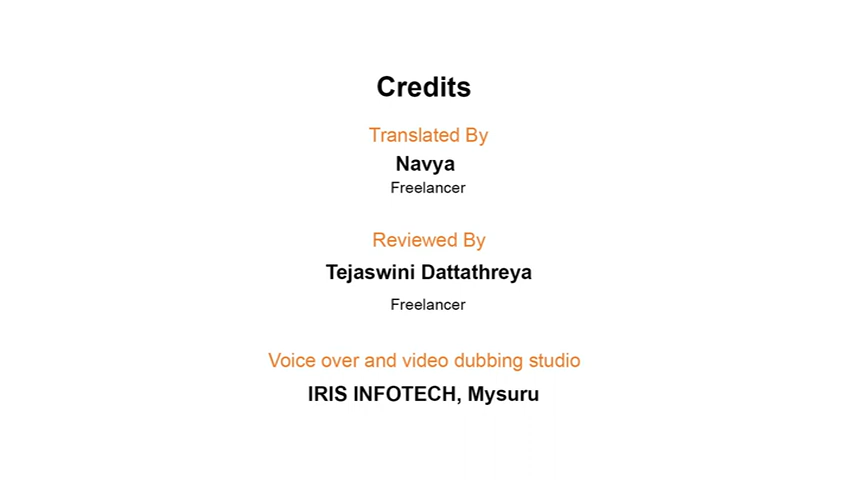 Credits
Translated By
Navya
Freelancer
Reviewed By
Tejaswini Dattathreya
Freelancer
Voice over and video dubbing studio
IRIS INFOTECH, Mysuru